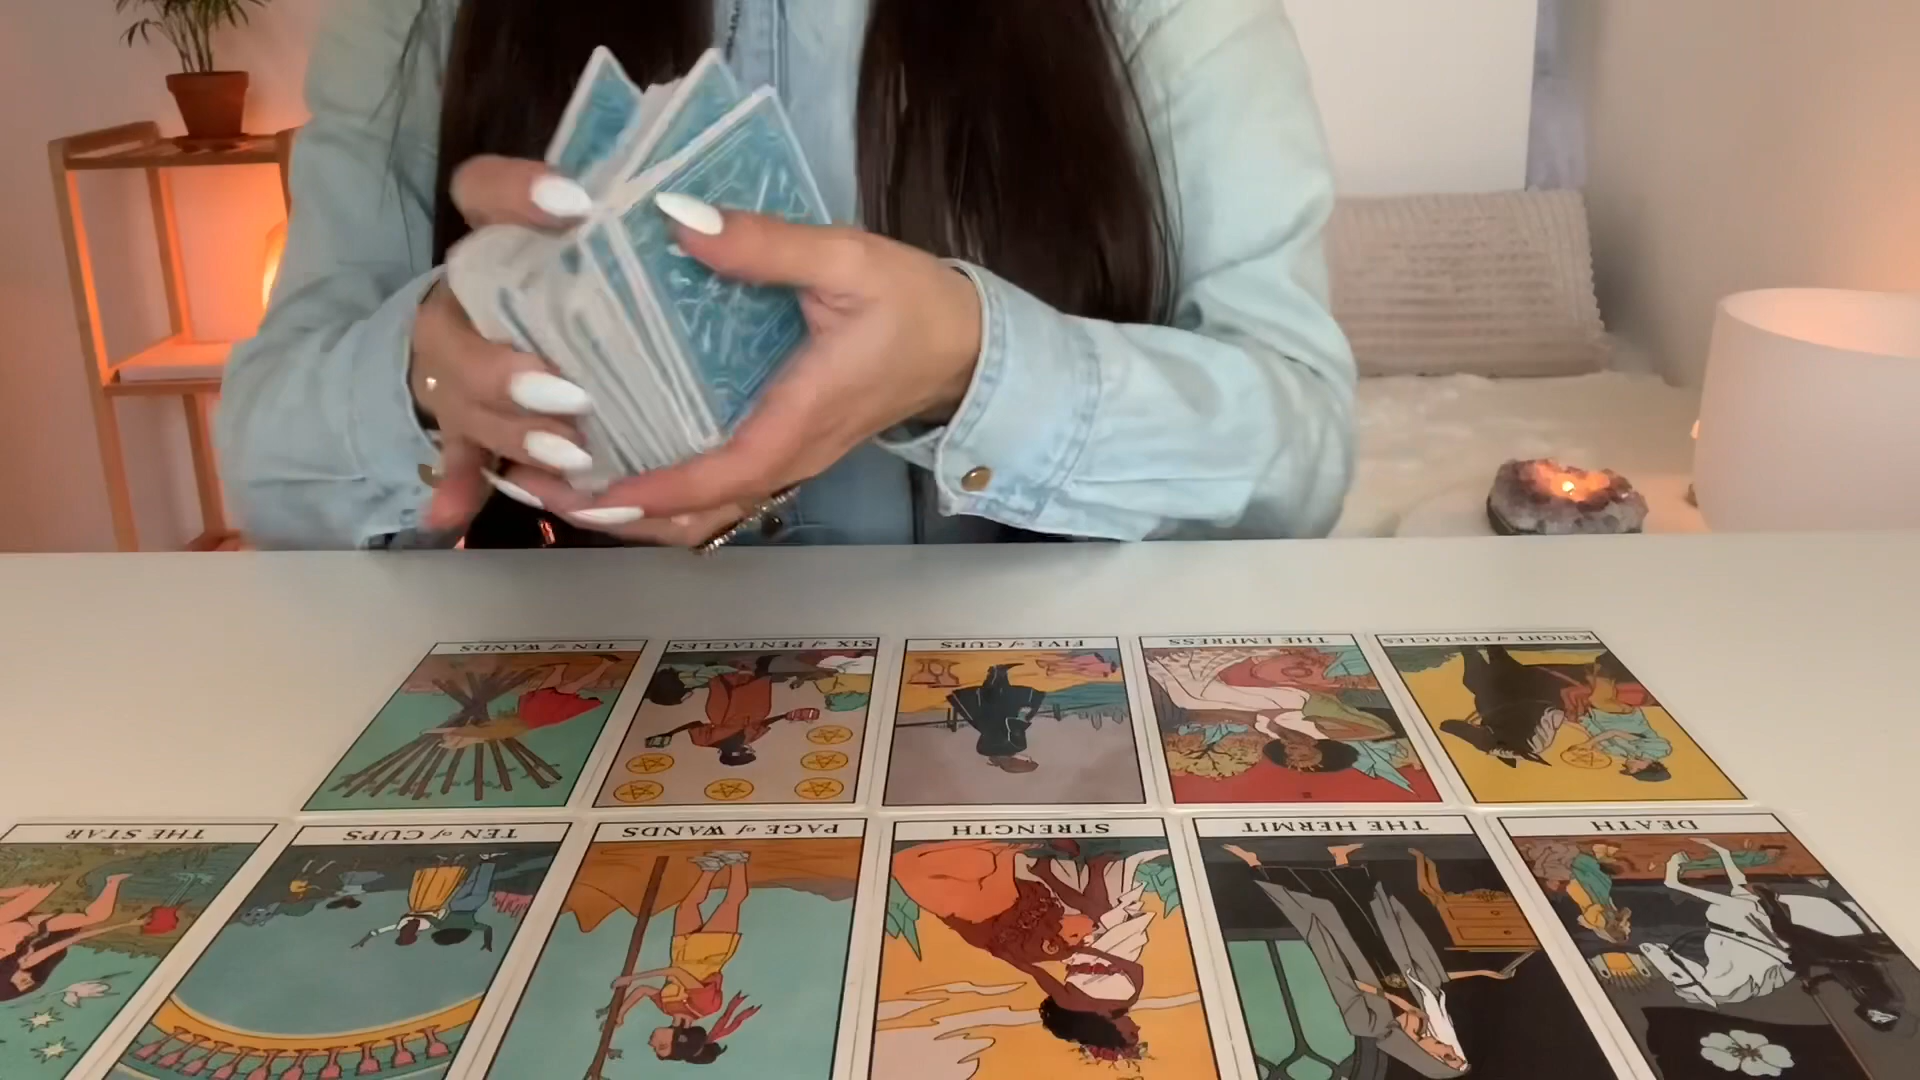 TEN of WANDS
SIX of PENTACLES
FIVE of CUPS
THE EMPRESS
KNIGHT of PENTACLES
THE STAR
TEN of CUPS
PAGE of WANDS
STRENGTH
THE HERMIT
DEATH